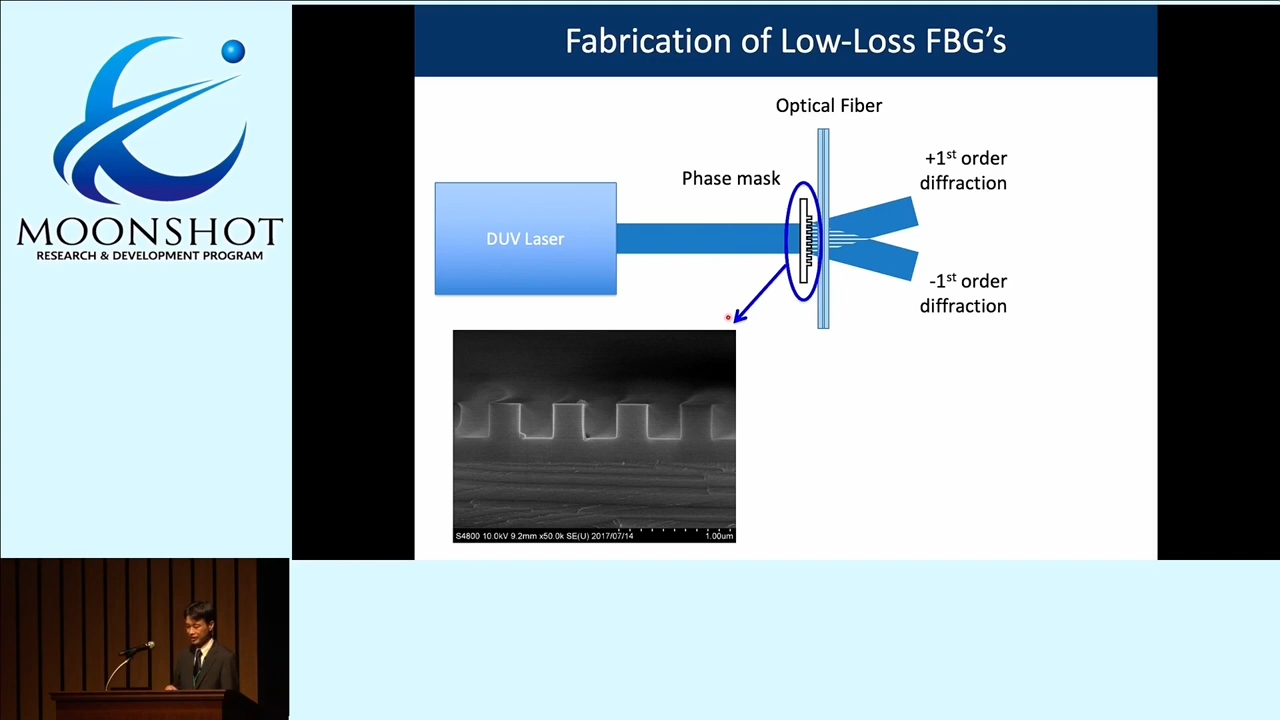 MOONSHOT
RESEARCH & DEVELOPMENT PROGRAM
Fabrication of Low-Loss FBG's
Optical Fiber
Phase mask
+1st order
diffraction
DUV Laser
-1st order
diffraction
S4800 10.0kV 9.2mm x50.0k SE(U) 2017/07/14
1.00um